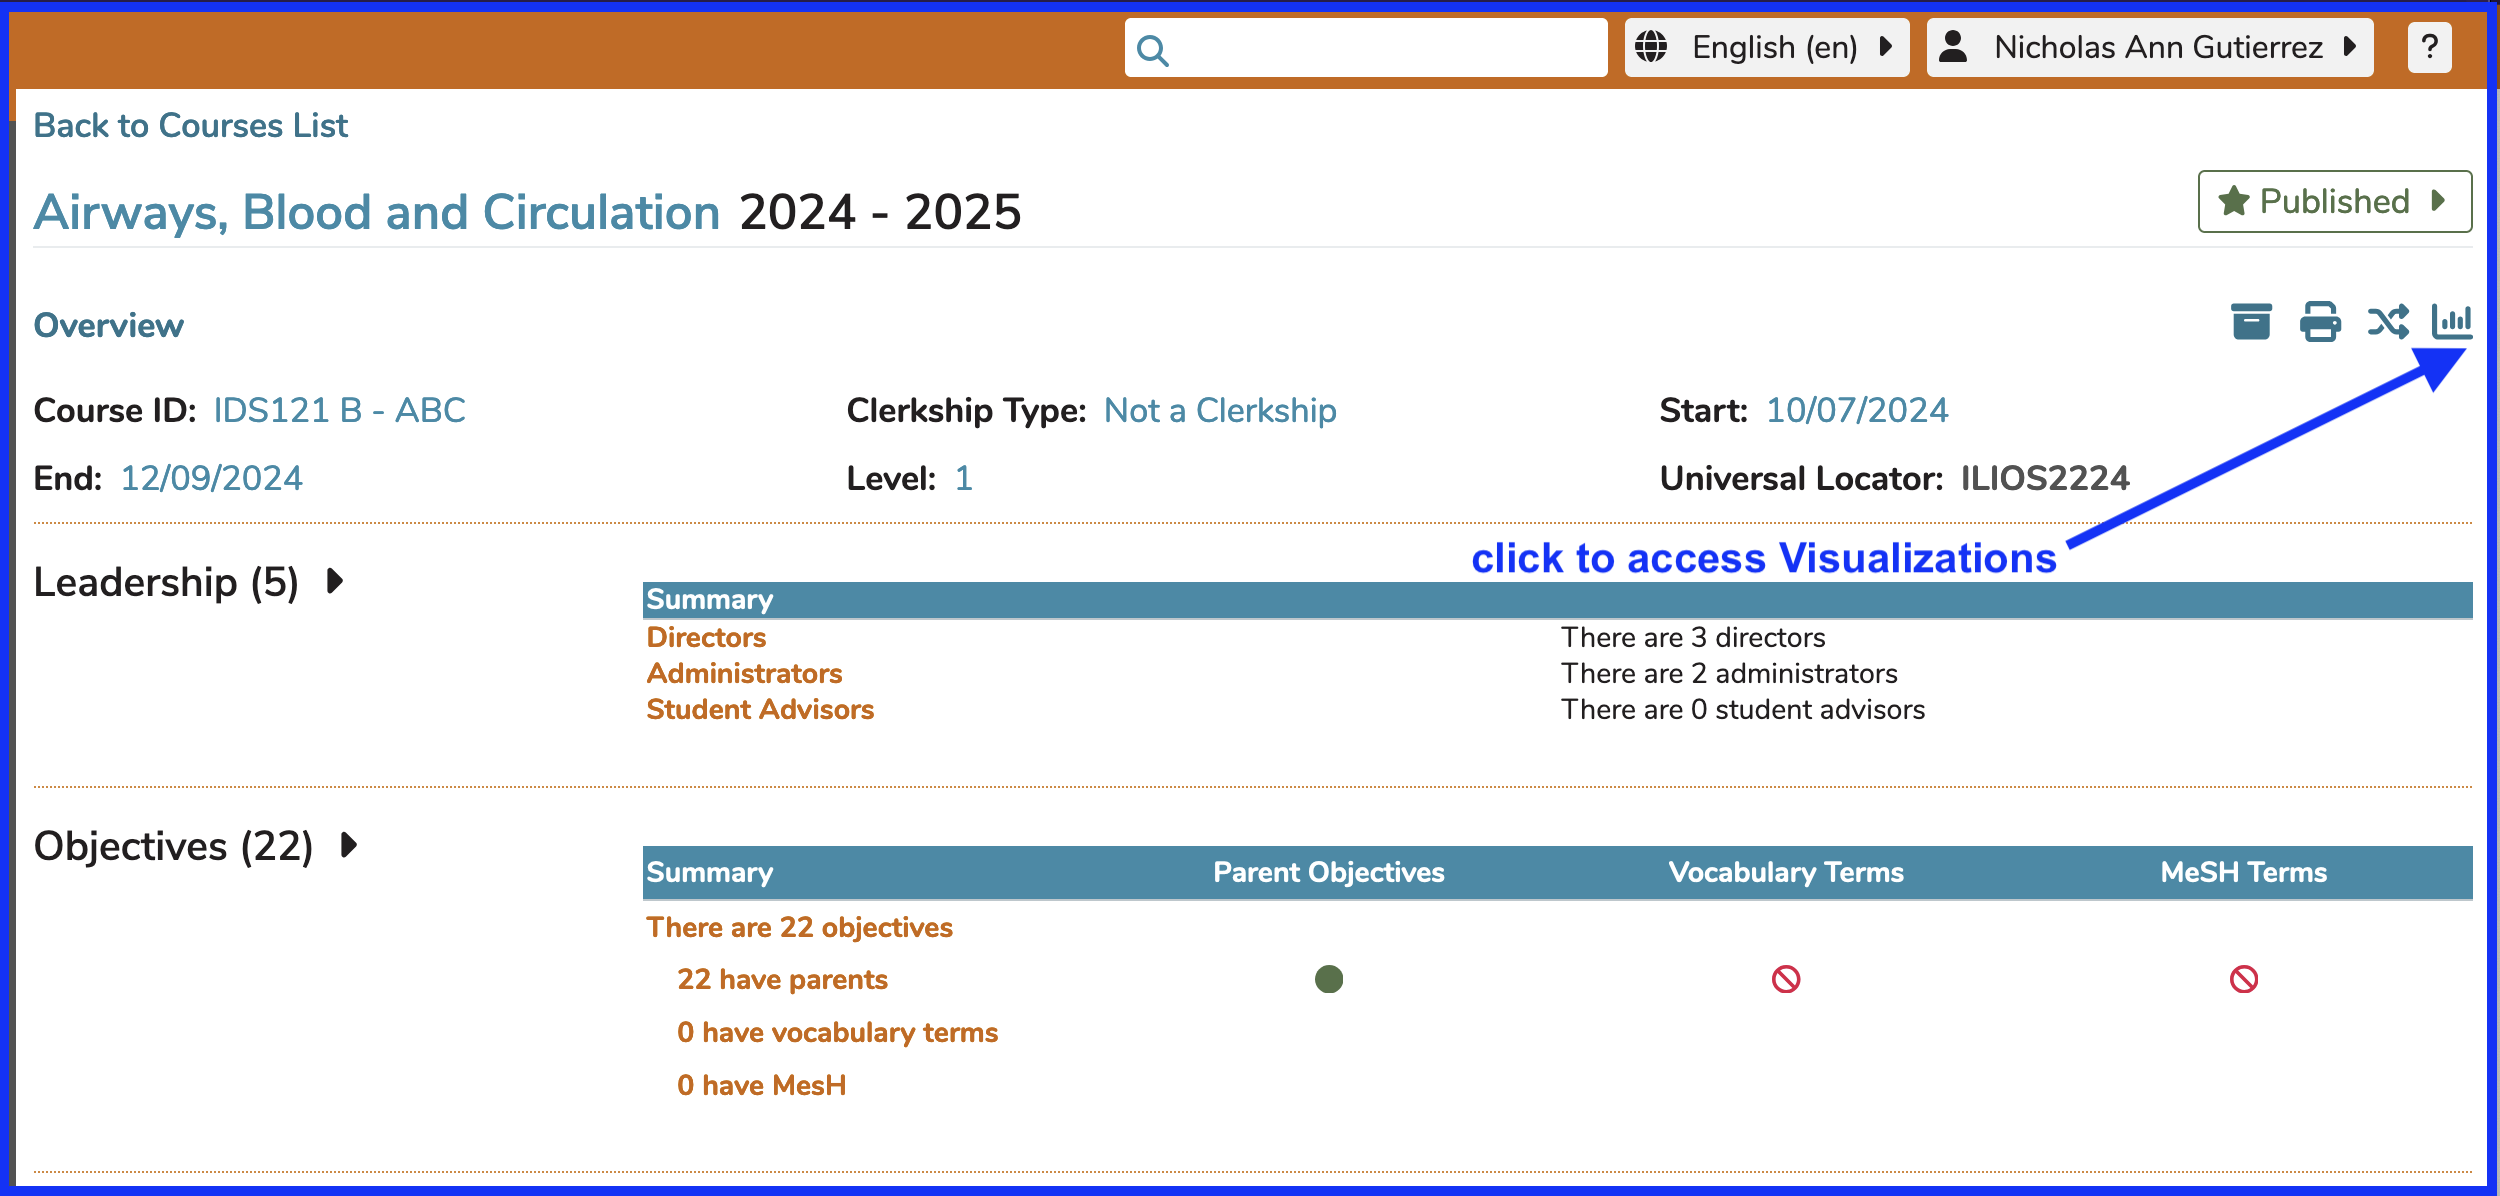 English (en)
Nicholas Ann Gutierrez
?
Back to Courses List
Airways, Blood and Circulation 2024 - 2025
Published
Overview
Course ID: IDS121 B - ABC
Clerkship Type: Not a Clerkship
Start: 10/07/2024
End: 12/09/2024
Level: 1
Universal Locator: ILIOS2224
click to access Visualizations
Leadership (5)
Summary
Directors There are 3 directors
Administrators There are 2 administrators
Student Advisors There are 0 student advisors
Objectives (22)
Summary Parent Objectives Vocabulary Terms MeSH Terms
There are 22 objectives
22 have parents
0 have vocabulary terms
0 have MesH